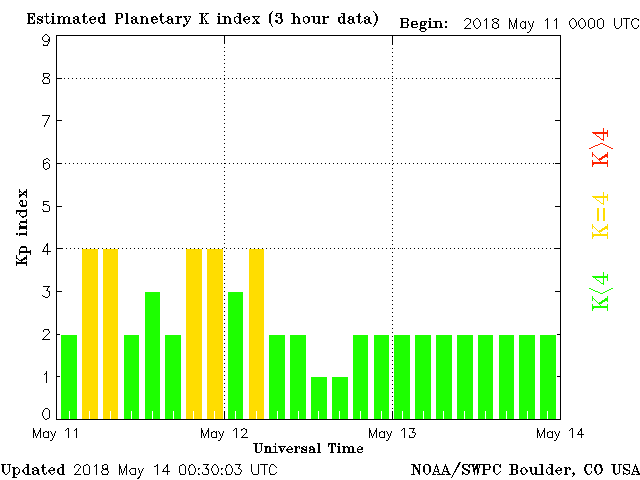 Estimated Planetary K index (3 hour data) Begin: 2018 May 11 0000 UTC
9
8
7
6
5
4
3
2
1
0
Kp index
May 11 May 12 May 13 May 14
Universal Time
K>4
K=4
K<4
Updated 2018 May 14 00:30:03 UTC NOAA/SWPC Boulder, CO USA